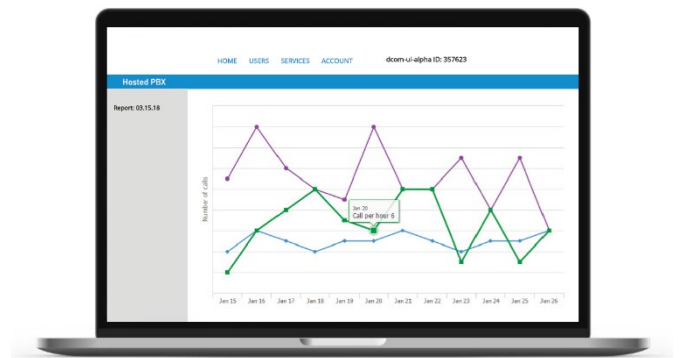 HOME USERS SERVICES ACCOUNT dcom-ui-alpha ID: 357623
Hosted PBX
Report: 03.15.18
Number of calls
Jan 20
Call per hour 6
Jan 15 Jan 16 Jan 17 Jan 18 Jan 19 Jan 20 Jan 21 Jan 22 Jan 23 Jan 24 Jan 25 Jan 26